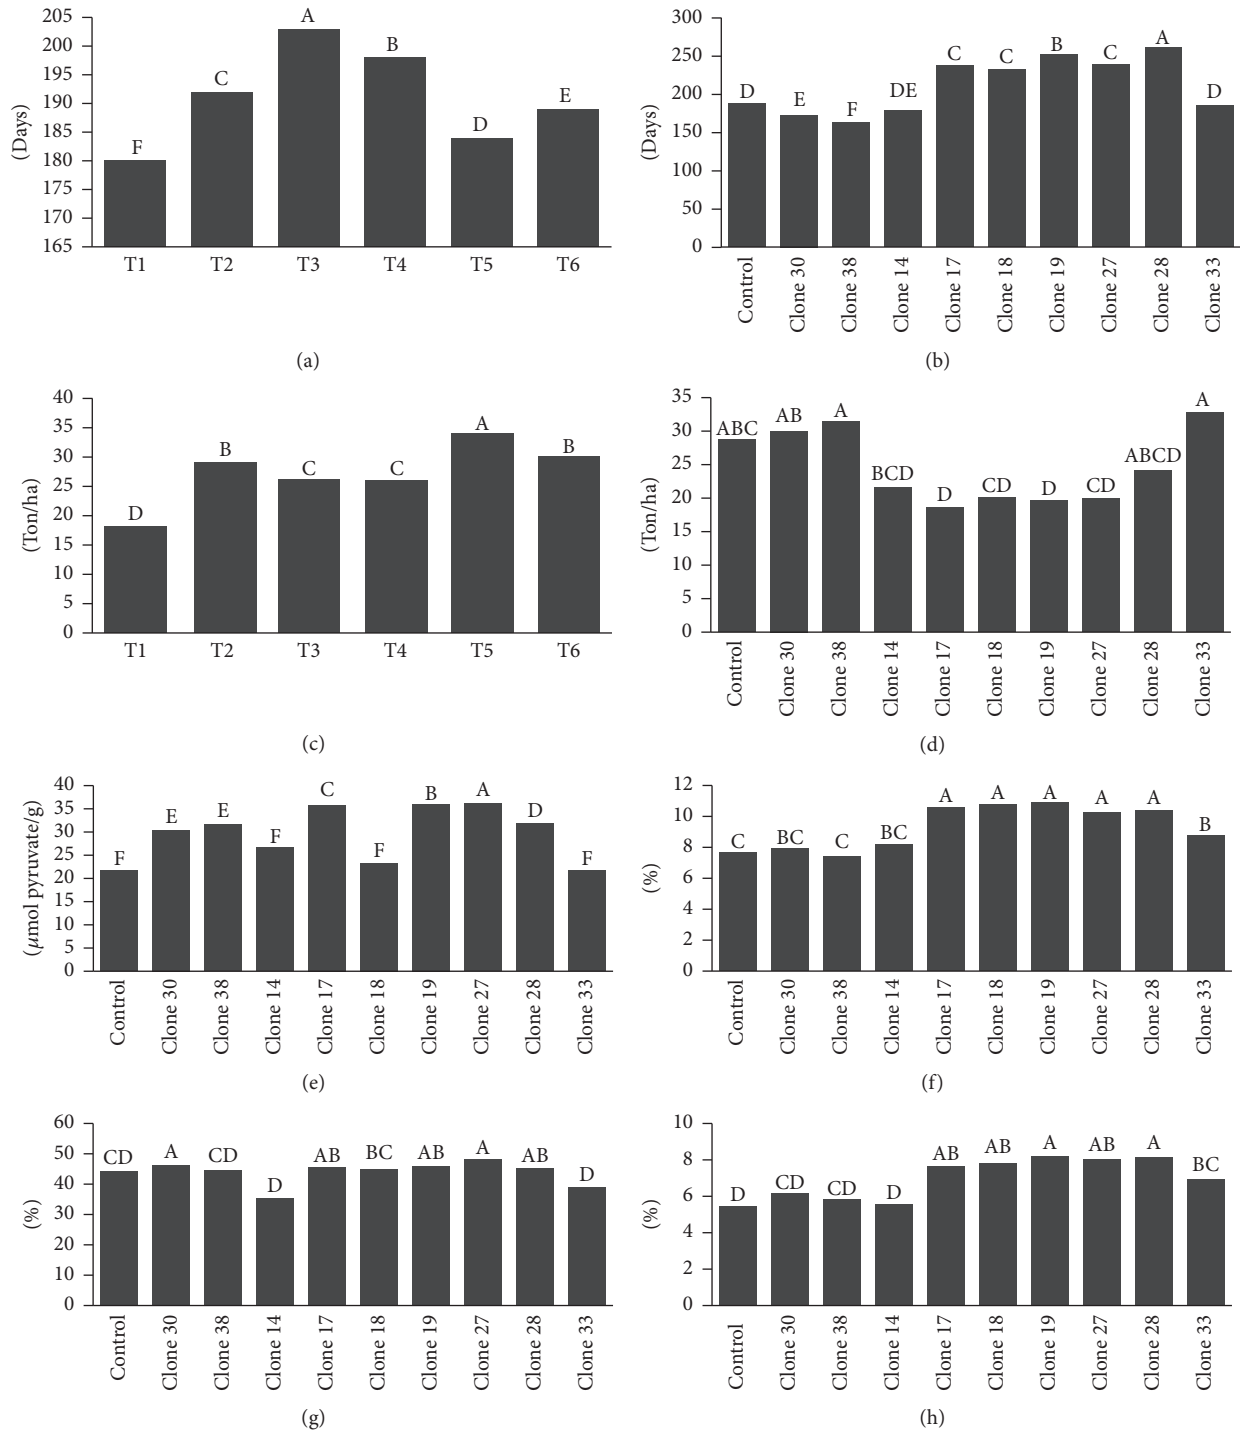 205
200
195
190
185
180
175
170
165
(Days)
F
C
A
B
D
E
T1 T2 T3 T4 T5 T6
(a)
300
250
200
150
100
50
0
(Days)
D
E
F
DE
C
C
B
C
A
D
Control
Clone 30
Clone 38
Clone 14
Clone 17
Clone 18
Clone 19
Clone 27
Clone 28
Clone 33
(b)
40
35
30
25
20
15
10
5
0
(Ton/ha)
D
B
C
C
A
B
T1 T2 T3 T4 T5 T6
(c)
35
30
25
20
15
10
5
0
(Ton/ha)
ABC
AB
A
BCD
D
CD
D
CD
ABCD
A
Control
Clone 30
Clone 38
Clone 14
Clone 17
Clone 18
Clone 19
Clone 27
Clone 28
Clone 33
(d)
40
35
30
25
20
15
10
5
0
(μmol pyruvate/g)
F
E
E
F
C
F
B
A
D
F
Control
Clone 30
Clone 38
Clone 14
Clone 17
Clone 18
Clone 19
Clone 27
Clone 28
Clone 33
(e)
12
10
8
6
4
2
0
(%)
C
BC
C
BC
A
A
A
A
A
B
Control
Clone 30
Clone 38
Clone 14
Clone 17
Clone 18
Clone 19
Clone 27
Clone 28
Clone 33
(f)
60
50
40
30
20
10
0
(%)
CD
A
CD
D
AB
BC
AB
A
AB
D
Control
Clone 30
Clone 38
Clone 14
Clone 17
Clone 18
Clone 19
Clone 27
Clone 28
Clone 33
(g)
10
8
6
4
2
0
(%)
D
CD
CD
D
AB
AB
A
AB
A
BC
Control
Clone 30
Clone 38
Clone 14
Clone 17
Clone 18
Clone 19
Clone 27
Clone 28
Clone 33
(h)